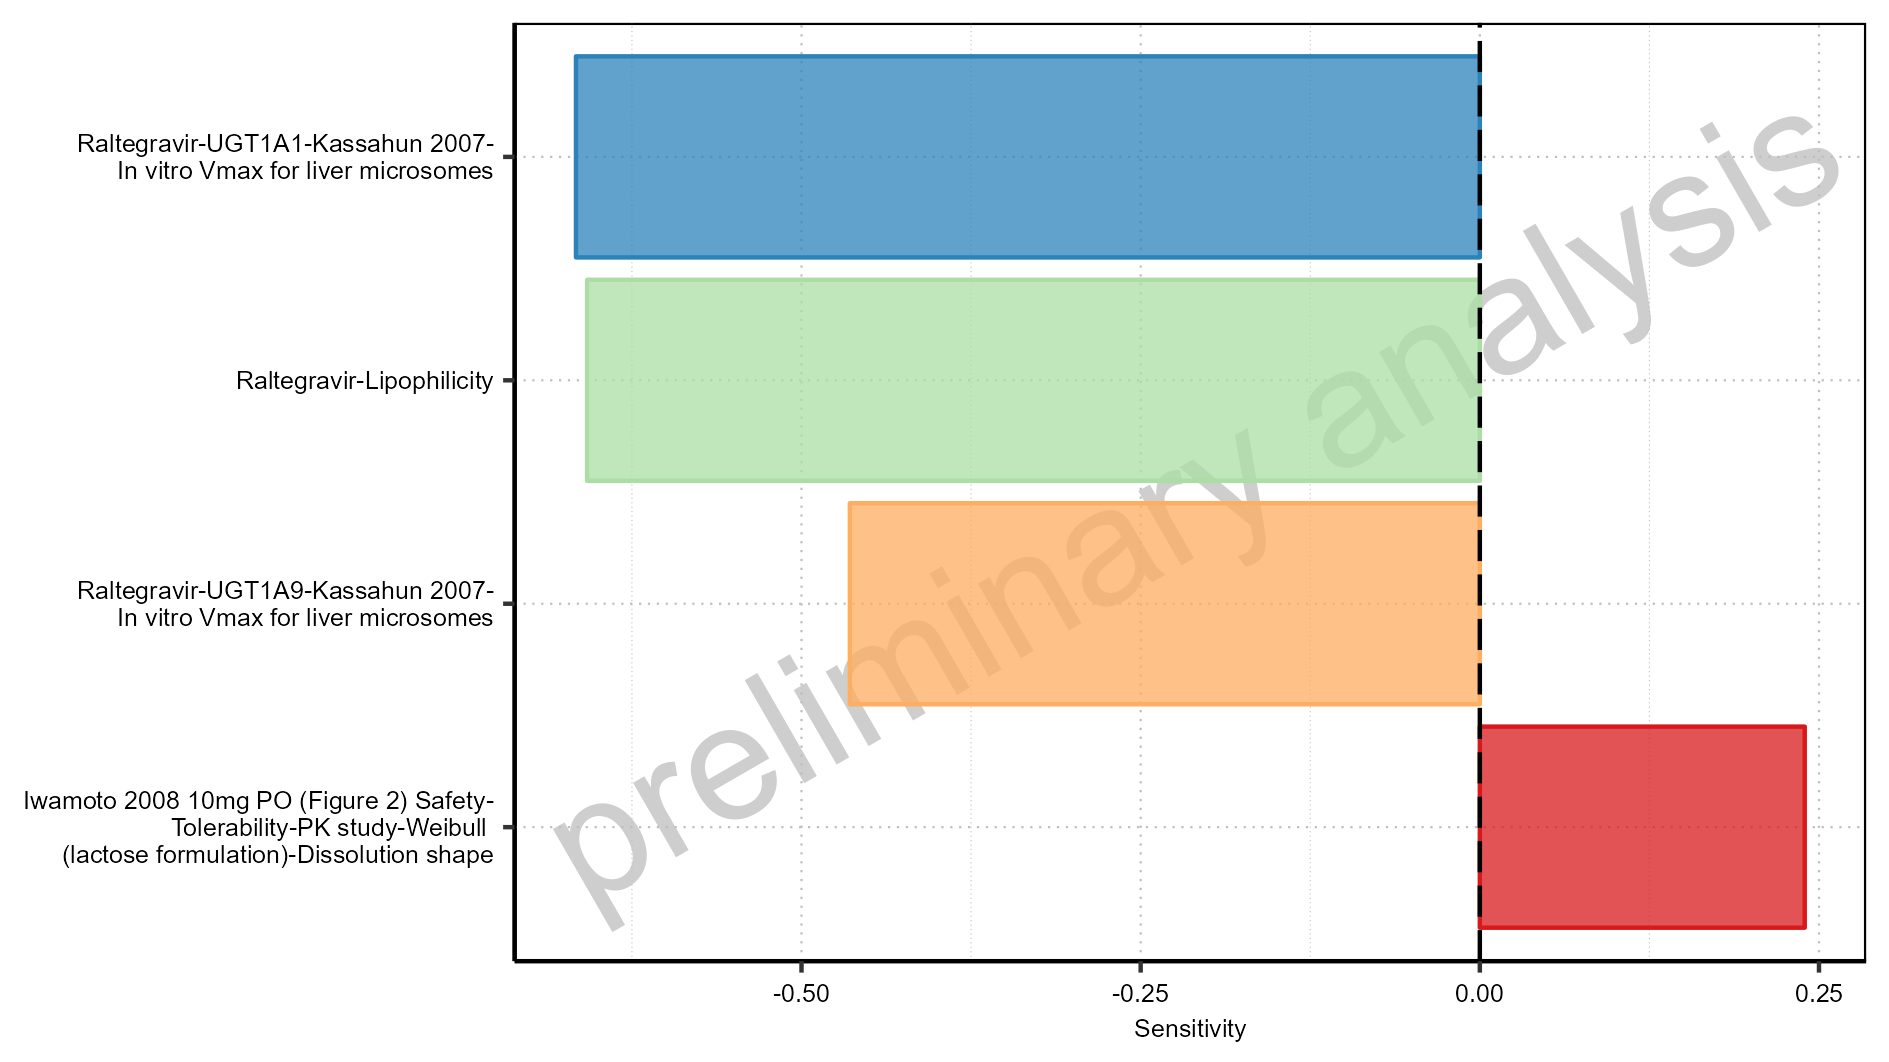 Raltegravir-UGT1A1-Kassahun 2007-
In vitro Vmax for liver microsomes
Raltegravir-Lipophilicity
Raltegravir-UGT1A9-Kassahun 2007-
In vitro Vmax for liver microsomes
Iwamoto 2008 10mg PO (Figure 2) Safety-
Tolerability-PK study-Weibull
(lactose formulation)-Dissolution shape
preliminary analysis
-0.50 -0.25 0.00 0.25
Sensitivity